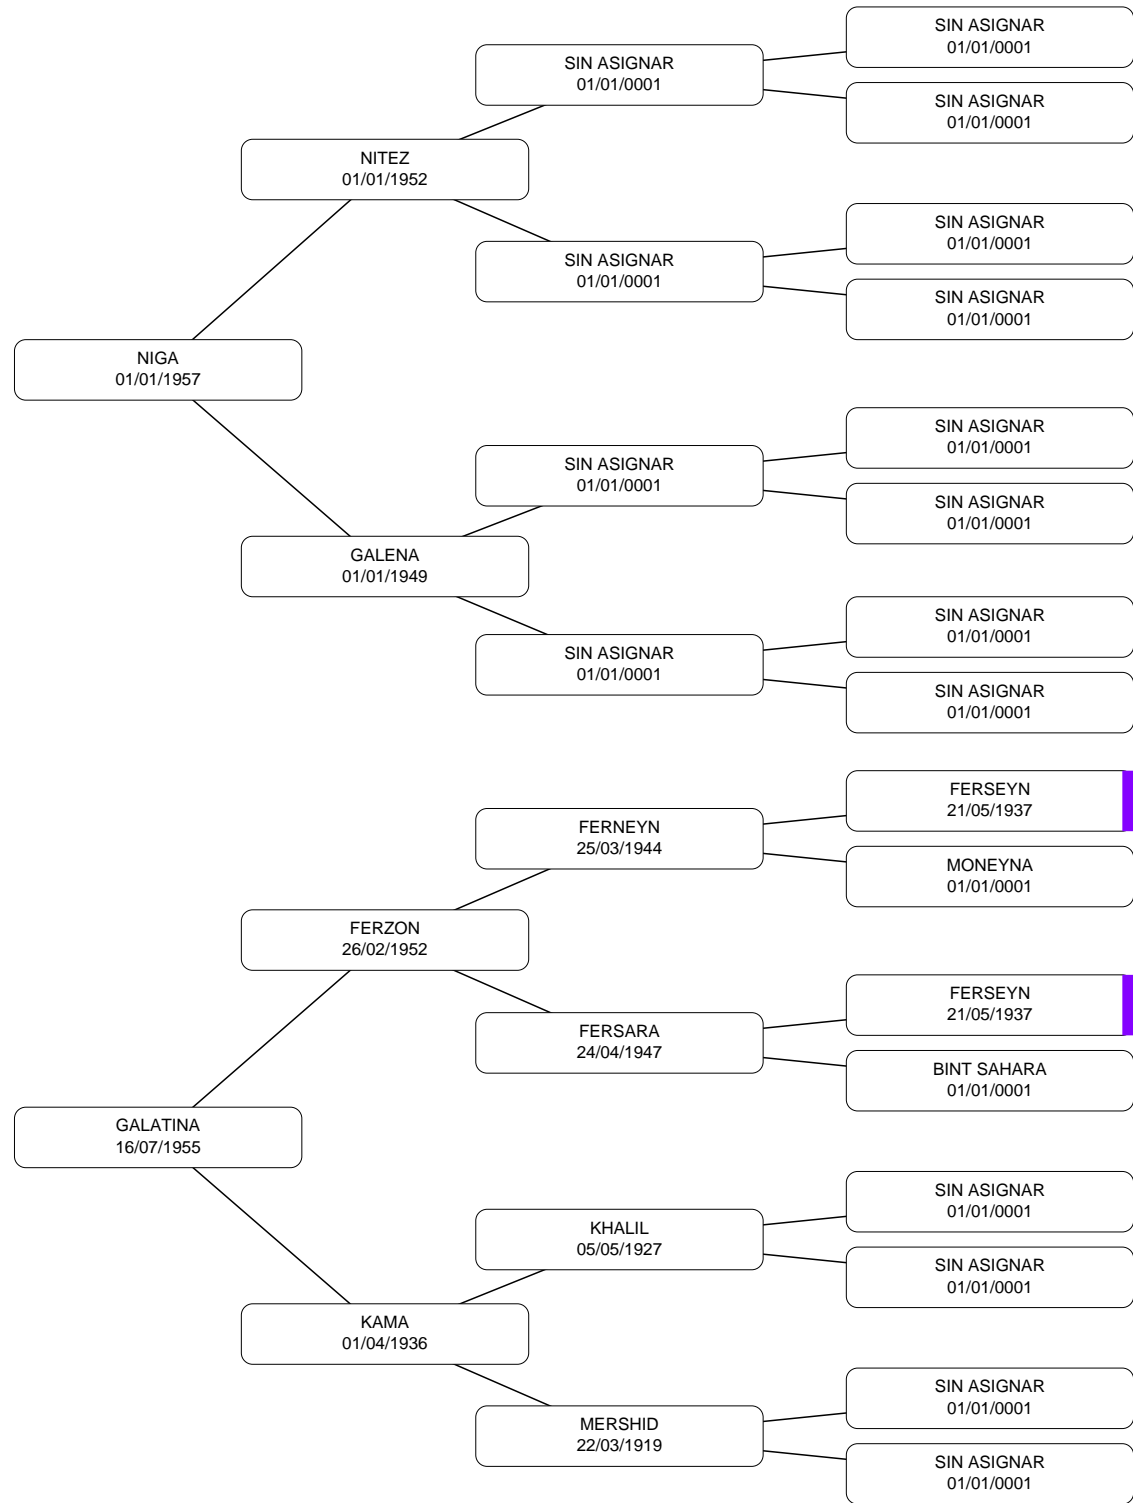 SIN ASIGNAR
01/01/0001
SIN ASIGNAR
01/01/0001
SIN ASIGNAR
01/01/0001
NITEZ
01/01/1952
SIN ASIGNAR
01/01/0001
SIN ASIGNAR
01/01/0001
SIN ASIGNAR
01/01/0001
NIGA
01/01/1957
SIN ASIGNAR
01/01/0001
SIN ASIGNAR
01/01/0001
SIN ASIGNAR
01/01/0001
GALENA
01/01/1949
SIN ASIGNAR
01/01/0001
SIN ASIGNAR
01/01/0001
SIN ASIGNAR
01/01/0001
FERSEYN
21/05/1937
FERNEYN
25/03/1944
MONEYNA
01/01/0001
FERZON
26/02/1952
FERSEYN
21/05/1937
FERSARA
24/04/1947
BINT SAHARA
01/01/0001
GALATINA
16/07/1955
SIN ASIGNAR
01/01/0001
KHALIL
05/05/1927
SIN ASIGNAR
01/01/0001
KAMA
01/04/1936
SIN ASIGNAR
01/01/0001
MERSHID
22/03/1919
SIN ASIGNAR
01/01/0001